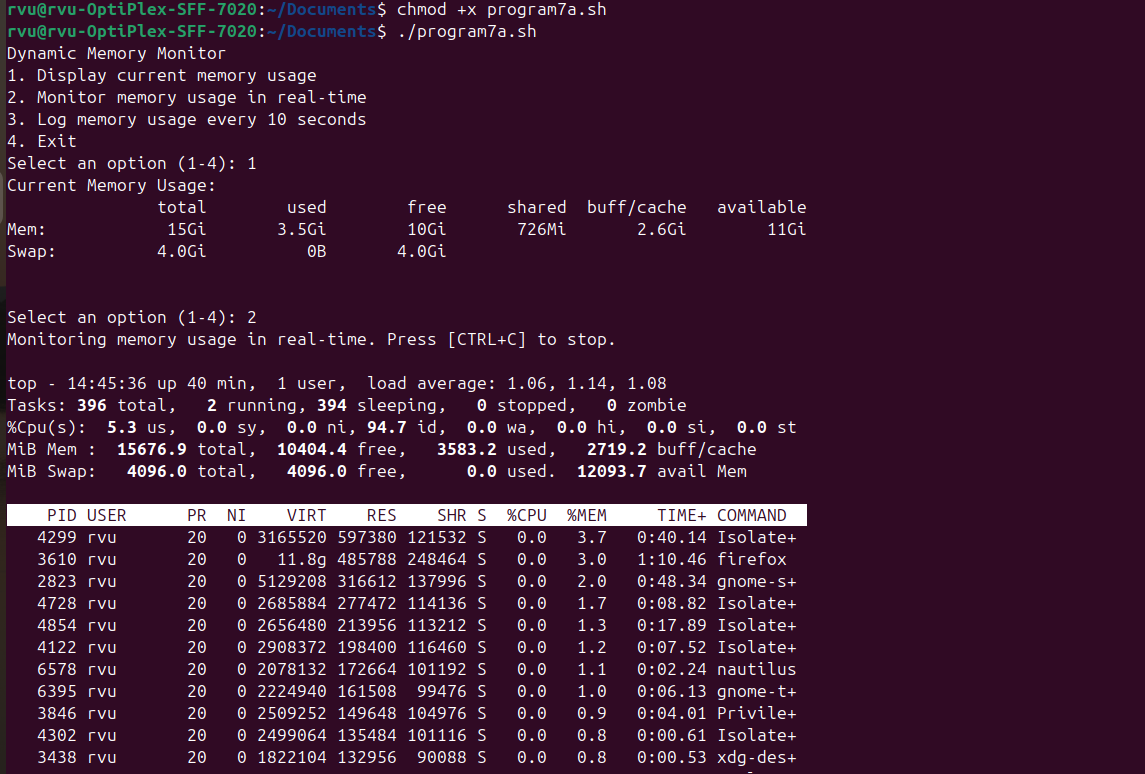 rvu@rvu-OptiPlex-SFF-7020:~/Documents$ chmod +x program7a.sh
rvu@rvu-OptiPlex-SFF-7020:~/Documents$ ./program7a.sh
Dynamic Memory Monitor
1. Display current memory usage
2. Monitor memory usage in real-time
3. Log memory usage every 10 seconds
4. Exit
Select an option (1-4): 1
Current Memory Usage:
               total        used        free      shared  buff/cache   available
Mem:            15Gi       3.5Gi        10Gi       726Mi       2.6Gi        11Gi
Swap:          4.0Gi          0B       4.0Gi
Select an option (1-4): 2
Monitoring memory usage in real-time. Press [CTRL+C] to stop.
top - 14:45:36 up 40 min,  1 user,  load average: 1.06, 1.14, 1.08
Tasks: 396 total,   2 running, 394 sleeping,   0 stopped,   0 zombie
%Cpu(s):  5.3 us,  0.0 sy,  0.0 ni, 94.7 id,  0.0 wa,  0.0 hi,  0.0 si,  0.0 st
MiB Mem :  15676.9 total,  10404.4 free,   3583.2 used,   2719.2 buff/cache
MiB Swap:   4096.0 total,   4096.0 free,      0.0 used.  12093.7 avail Mem
    PID USER      PR  NI    VIRT    RES    SHR S  %CPU  %MEM     TIME+ COMMAND
   4299 rvu       20   0 3165520 597380 121532 S   0.0   3.7   0:40.14 Isolate+
   3610 rvu       20   0   11.8g 485788 248464 S   0.0   3.0   1:10.46 firefox
   2823 rvu       20   0 5129208 316612 137996 S   0.0   2.0   0:48.34 gnome-s+
   4728 rvu       20   0 2685884 277472 114136 S   0.0   1.7   0:08.82 Isolate+
   4854 rvu       20   0 2656480 213956 113212 S   0.0   1.3   0:17.89 Isolate+
   4122 rvu       20   0 2908372 198400 116460 S   0.0   1.2   0:07.52 Isolate+
   6578 rvu       20   0 2078132 172664 101192 S   0.0   1.1   0:02.24 nautilus
   6395 rvu       20   0 2224940 161508  99476 S   0.0   1.0   0:06.13 gnome-t+
   3846 rvu       20   0 2509252 149648 104976 S   0.0   0.9   0:04.01 Privile+
   4302 rvu       20   0 2499064 135484 101116 S   0.0   0.8   0:00.61 Isolate+
   3438 rvu       20   0 1822104 132956  90088 S   0.0   0.8   0:00.53 xdg-des+